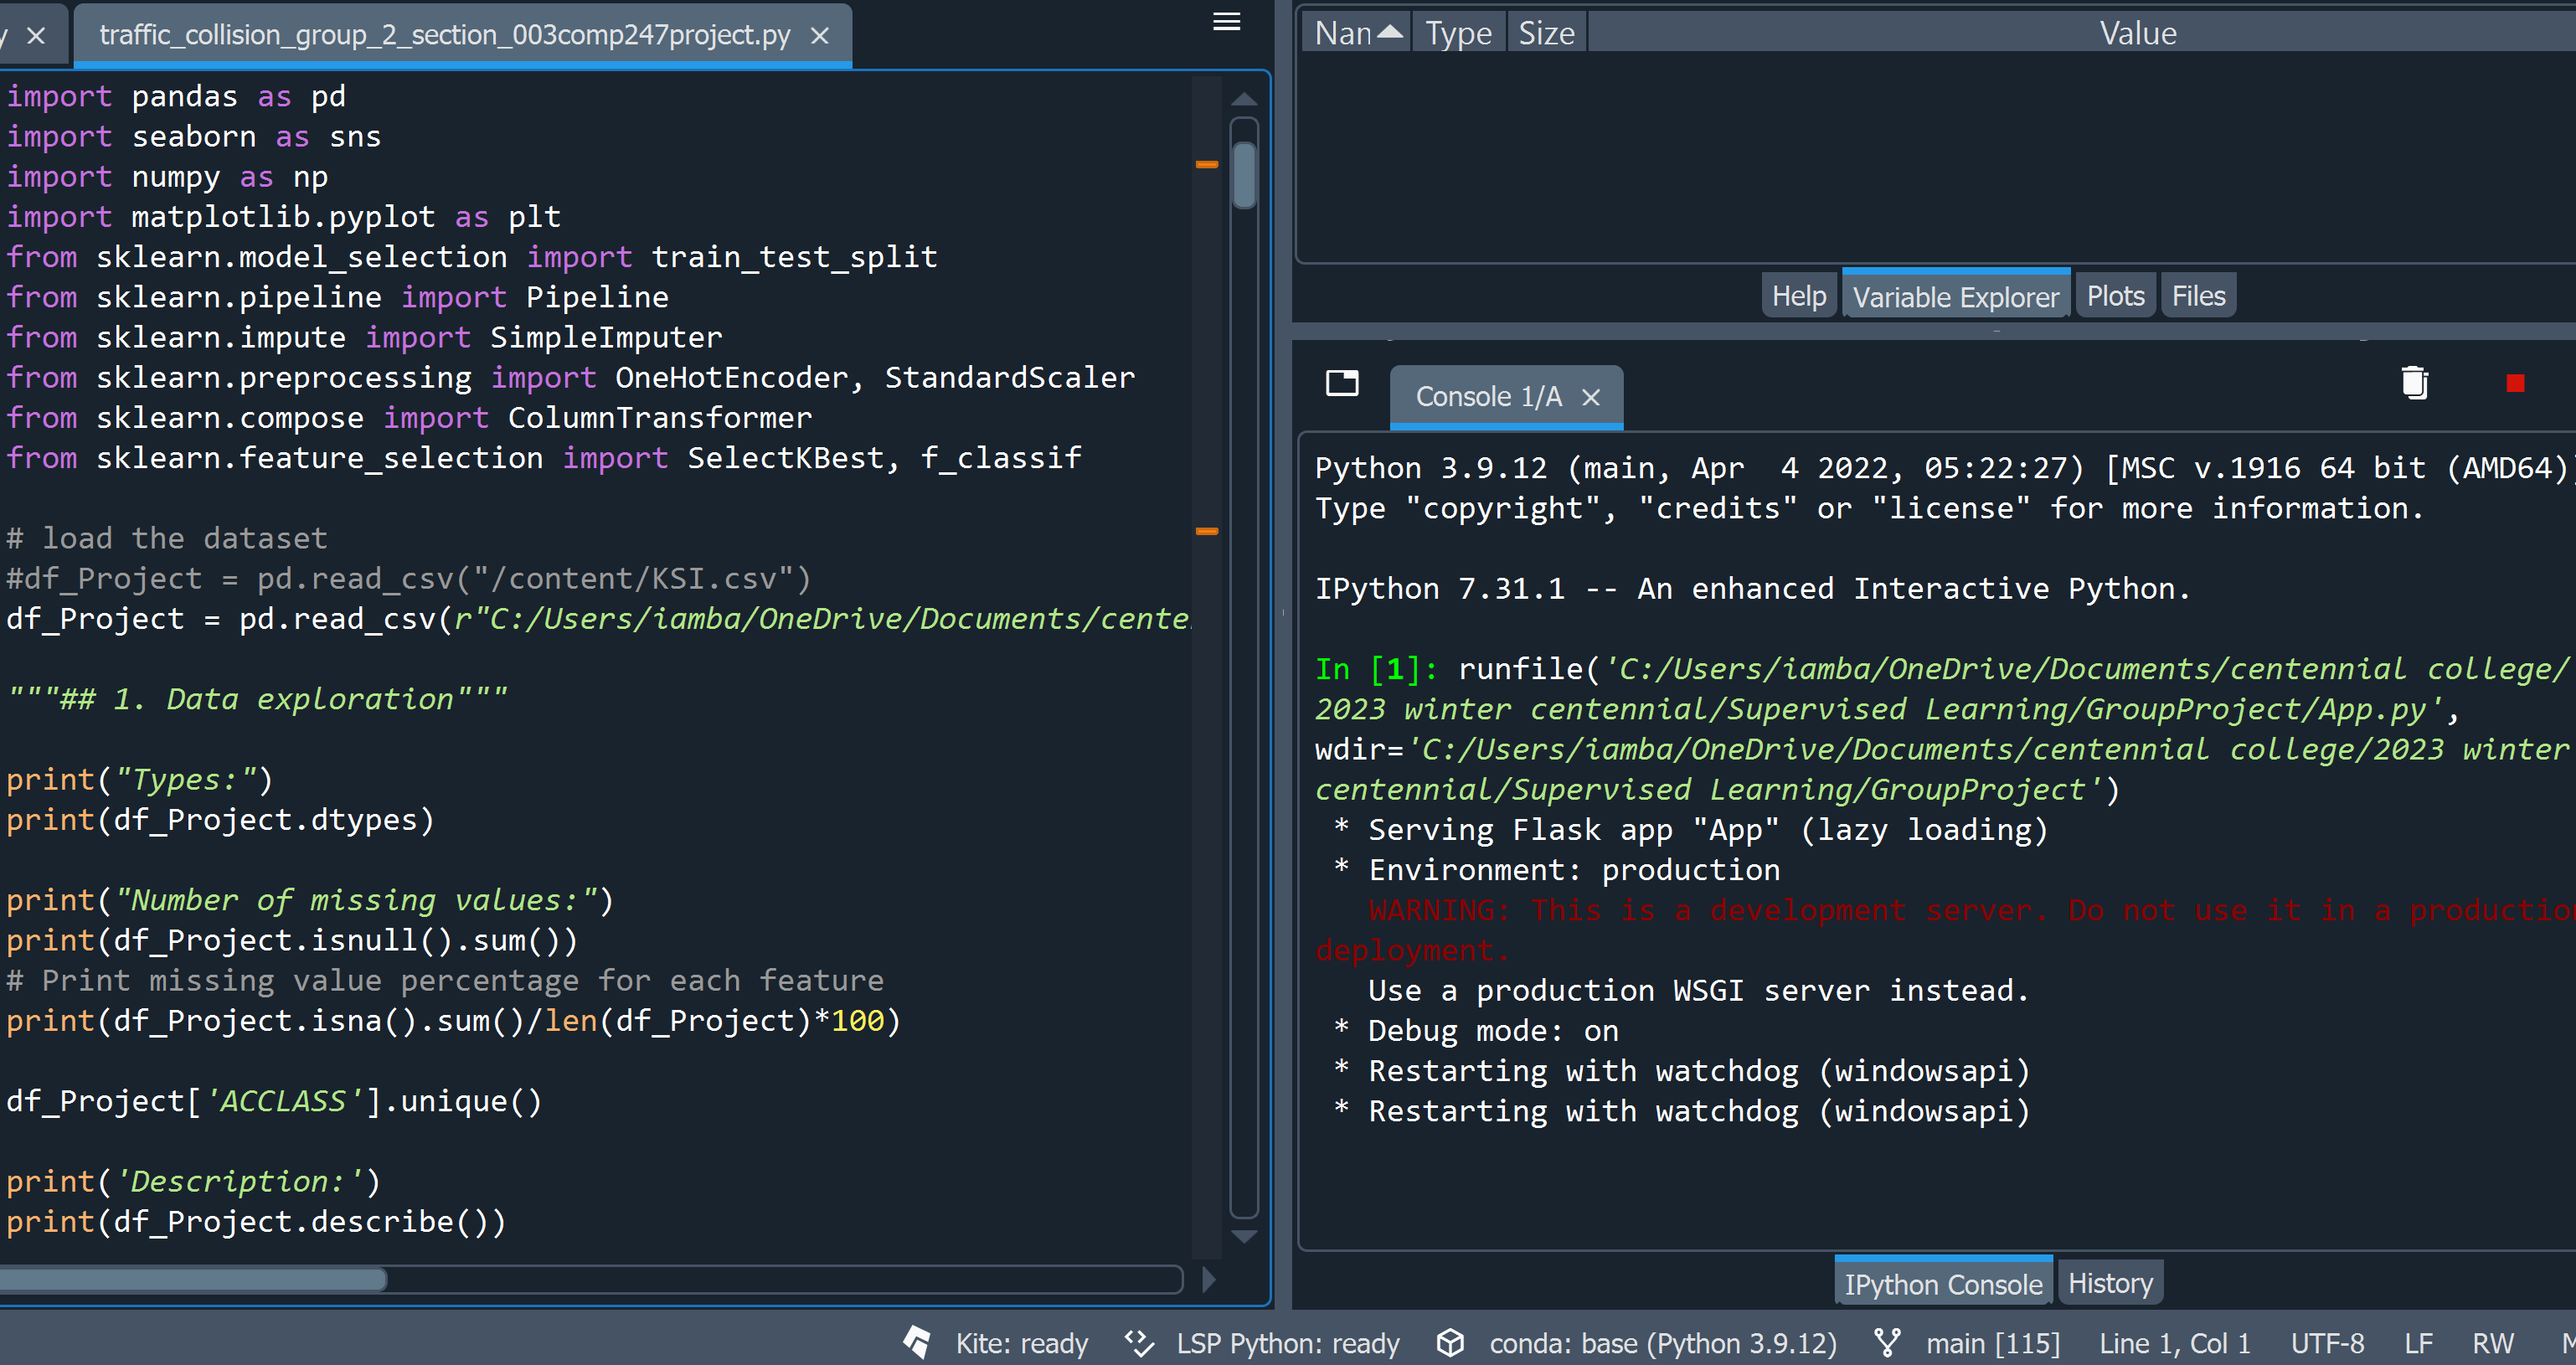 y ×
traffic_collision_group_2_section_003comp247project.py ×
import pandas as pd
import seaborn as sns
import numpy as np
import matplotlib.pyplot as plt
from sklearn.model_selection import train_test_split
from sklearn.pipeline import Pipeline
from sklearn.impute import SimpleImputer
from sklearn.preprocessing import OneHotEncoder, StandardScaler
from sklearn.compose import ColumnTransformer
from sklearn.feature_selection import SelectKBest, f_classif
# load the dataset
#df_Project = pd.read_csv("/content/KSI.csv")
df_Project = pd.read_csv(r"C:/Users/iamba/OneDrive/Documents/cente
"""## 1. Data exploration"""
print("Types:")
print(df_Project.dtypes)
print("Number of missing values:")
print(df_Project.isnull().sum())
# Print missing value percentage for each feature
print(df_Project.isna().sum()/len(df_Project)*100)
df_Project['ACCLASS'].unique()
print('Description:')
print(df_Project.describe())
Nan Type Size Value
Help Variable Explorer Plots Files
Console 1/A ×
Python 3.9.12 (main, Apr  4 2022, 05:22:27) [MSC v.1916 64 bit (AMD64)]
Type "copyright", "credits" or "license" for more information.
IPython 7.31.1 -- An enhanced Interactive Python.
In [1]: runfile('C:/Users/iamba/OneDrive/Documents/centennial college/
2023 winter centennial/Supervised Learning/GroupProject/App.py',
wdir='C:/Users/iamba/OneDrive/Documents/centennial college/2023 winter
centennial/Supervised Learning/GroupProject')
* Serving Flask app "App" (lazy loading)
* Environment: production
WARNING: This is a development server. Do not use it in a production
deployment.
Use a production WSGI server instead.
* Debug mode: on
* Restarting with watchdog (windowsapi)
* Restarting with watchdog (windowsapi)
IPython Console History
Kite: ready LSP Python: ready conda: base (Python 3.9.12) main [115] Line 1, Col 1 UTF-8 LF RW